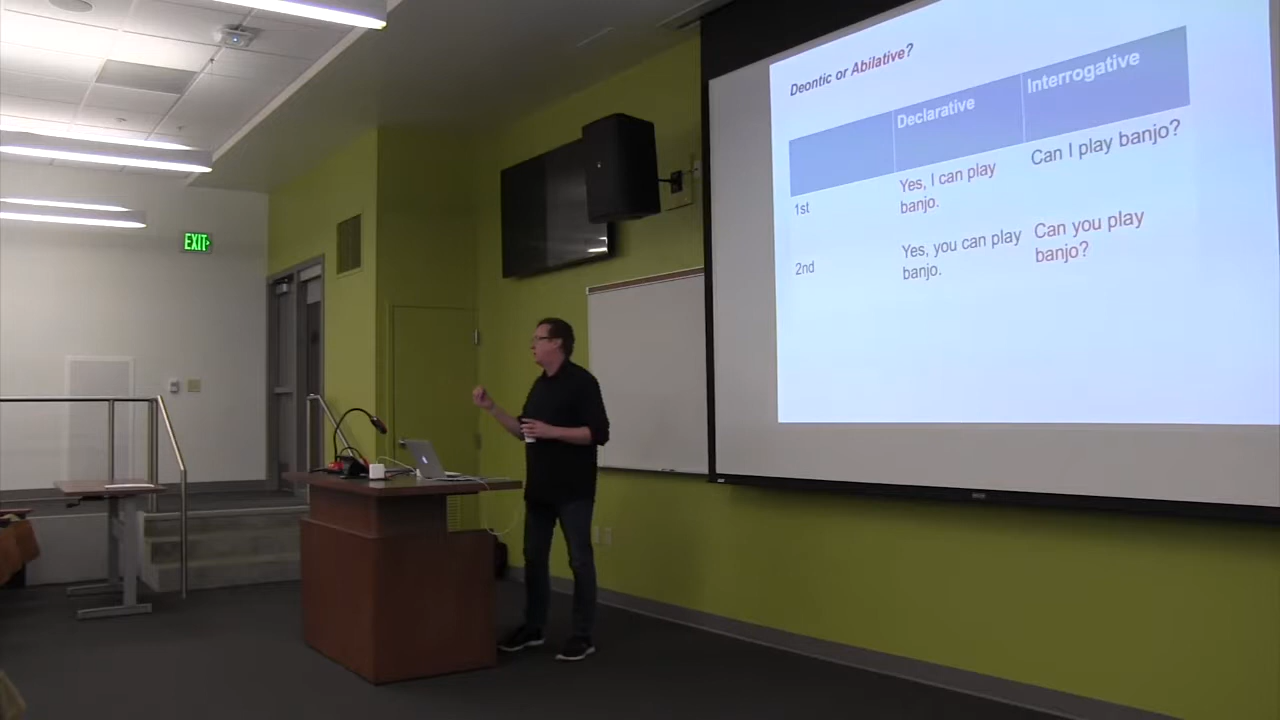 Deontic or Abilative?
Declarative
Interrogative
1st
Yes, I can play
banjo.
Can I play banjo?
2nd
Yes, you can play
banjo.
Can you play
banjo?
EXIT